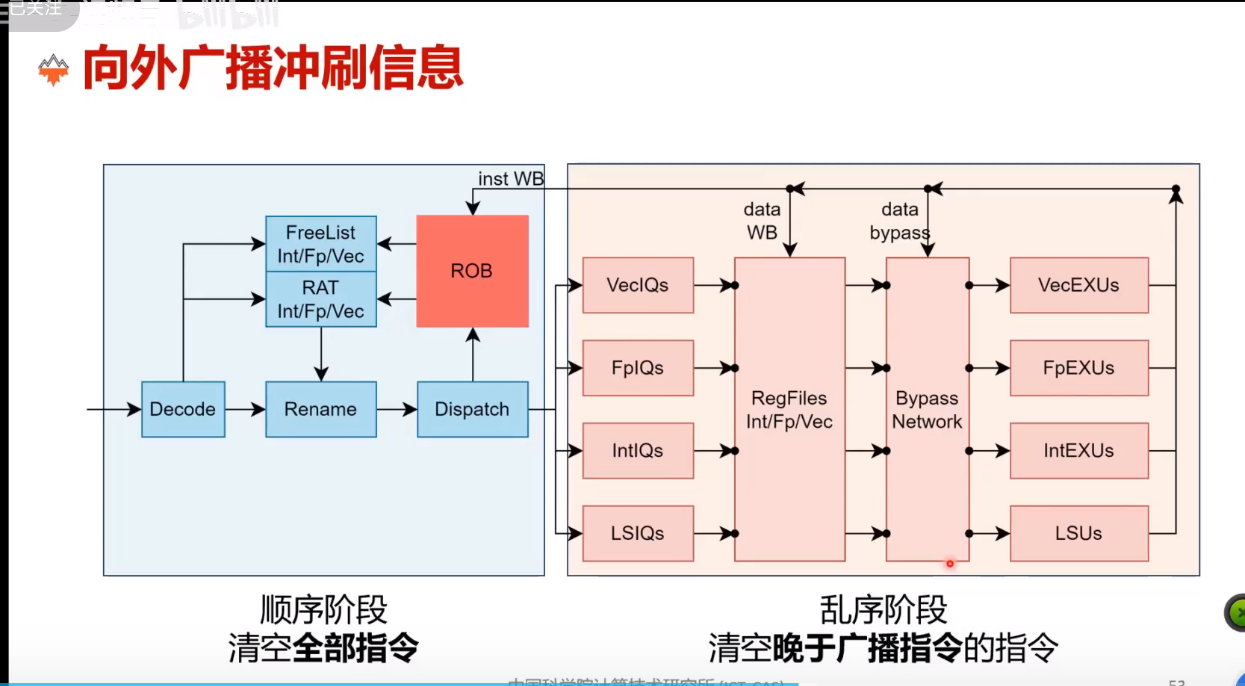 已关注
bilibili
向外广播冲刷信息
inst WB
data
WB
data
bypass
FreeList
Int/Fp/Vec
RAT
Int/Fp/Vec
ROB
Decode
Rename
Dispatch
VecIQs
FpIQs
IntIQs
LSIQs
RegFiles
Int/Fp/Vec
Bypass
Network
VecEXUs
FpEXUs
IntEXUs
LSUs
顺序阶段
清空全部指令
乱序阶段
清空晚于广播指令的指令
中国科学院计算技术研究所 (ICT, CAS)
53